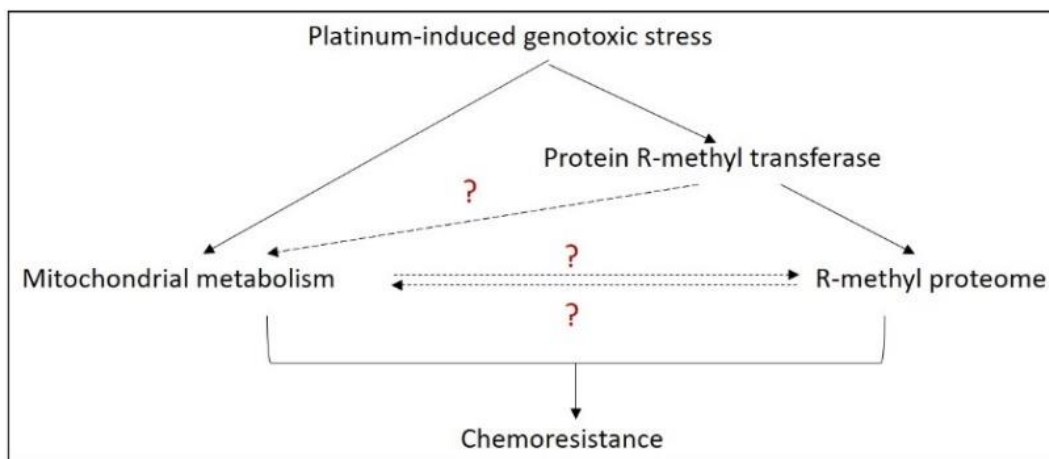 Platinum-induced genotoxic stress
Protein R-methyl transferase
?
?
Mitochondrial metabolism
R-methyl proteome
?
Chemoresistance